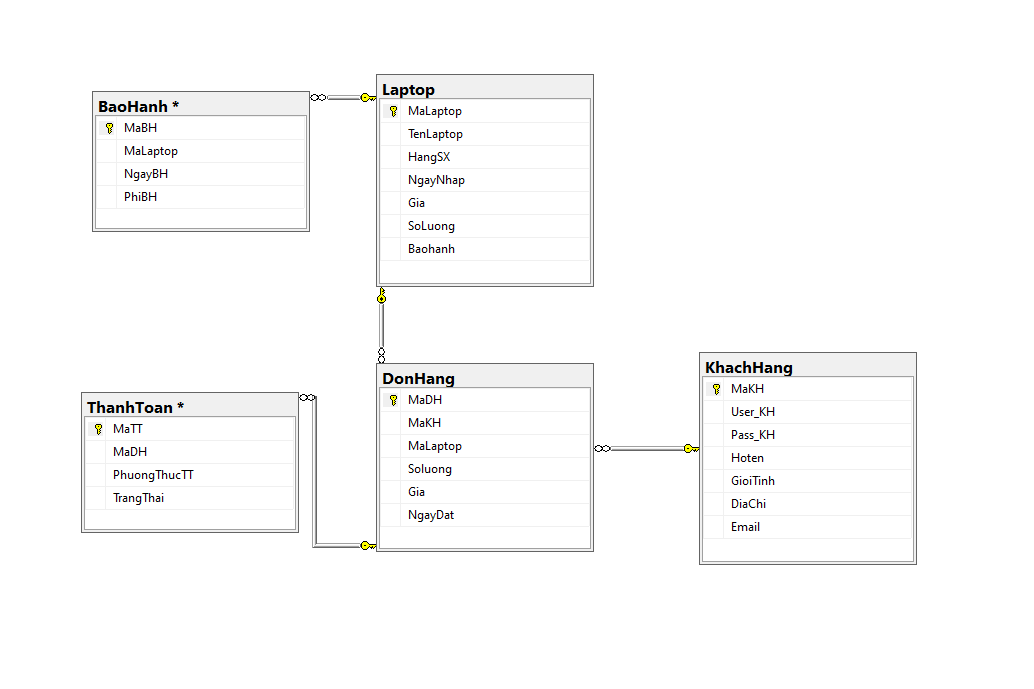 BaoHanh *
MaBH
MaLaptop
NgayBH
PhiBH
Laptop
MaLaptop
TenLaptop
HangSX
NgayNhap
Gia
SoLuong
Baohanh
ThanhToan *
MaTT
MaDH
PhuongThucTT
TrangThai
DonHang
MaDH
MaKH
MaLaptop
Soluong
Gia
NgayDat
KhachHang
MaKH
User_KH
Pass_KH
Hoten
GioiTinh
DiaChi
Email